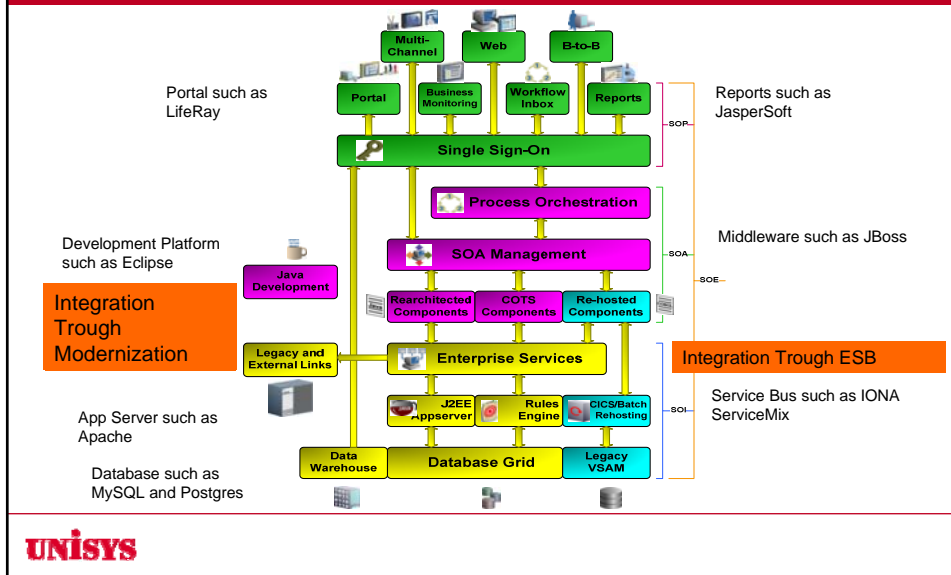 Multi-
Channel
Web
B-to-B
Portal such as
LifeRay
Portal
Business
Monitoring
Workflow
Inbox
Reports
Reports such as
JasperSoft
SOP
Single Sign-On
Process Orchestration
Development Platform
such as Eclipse
SOA Management
Middleware such as JBoss
SOA
SOE
Java
Development
Rearchitected
Components
COTS
Components
Re-hosted
Components
Integration
Trough
Modernization
Legacy and
External Links
Enterprise Services
Integration Trough ESB
App Server such as
Apache
J2EE
Appserver
Rules
Engine
CICS/Batch
Rehosting
SOI
Service Bus such as IONA
ServiceMix
Database such as
MySQL and Postgres
Data
Warehouse
Database Grid
Legacy
VSAM
UNISYS